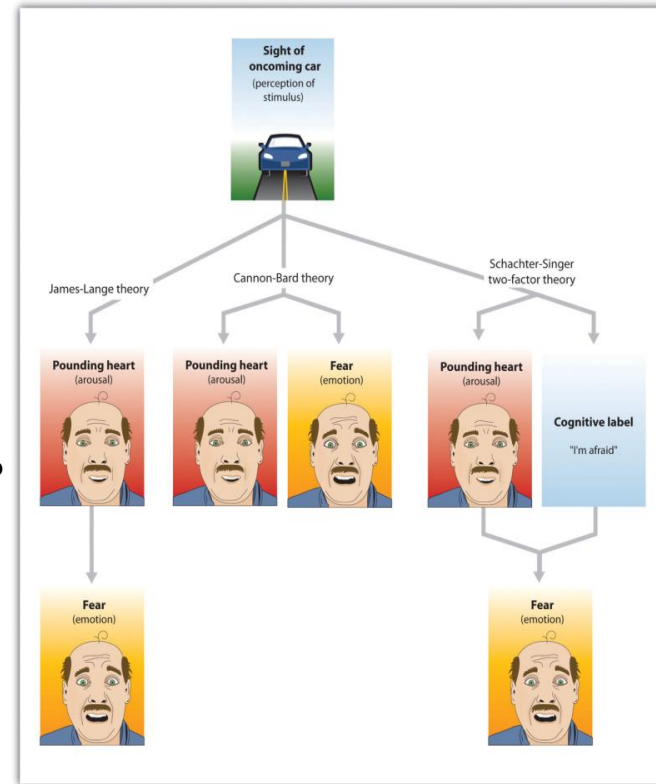 Sight of
oncoming car
(perception of
stimulus)
James-Lange theory
Cannon-Bard theory
Schachter-Singer
two-factor theory
Pounding heart
(arousal)
Pounding heart
(arousal)
Fear
(emotion)
Pounding heart
(arousal)
Cognitive label
"I'm afraid"
Fear
(emotion)
Fear
(emotion)